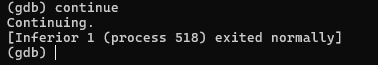 (gdb) continue
Continuing.
[Inferior 1 (process 518) exited normally]
(gdb)